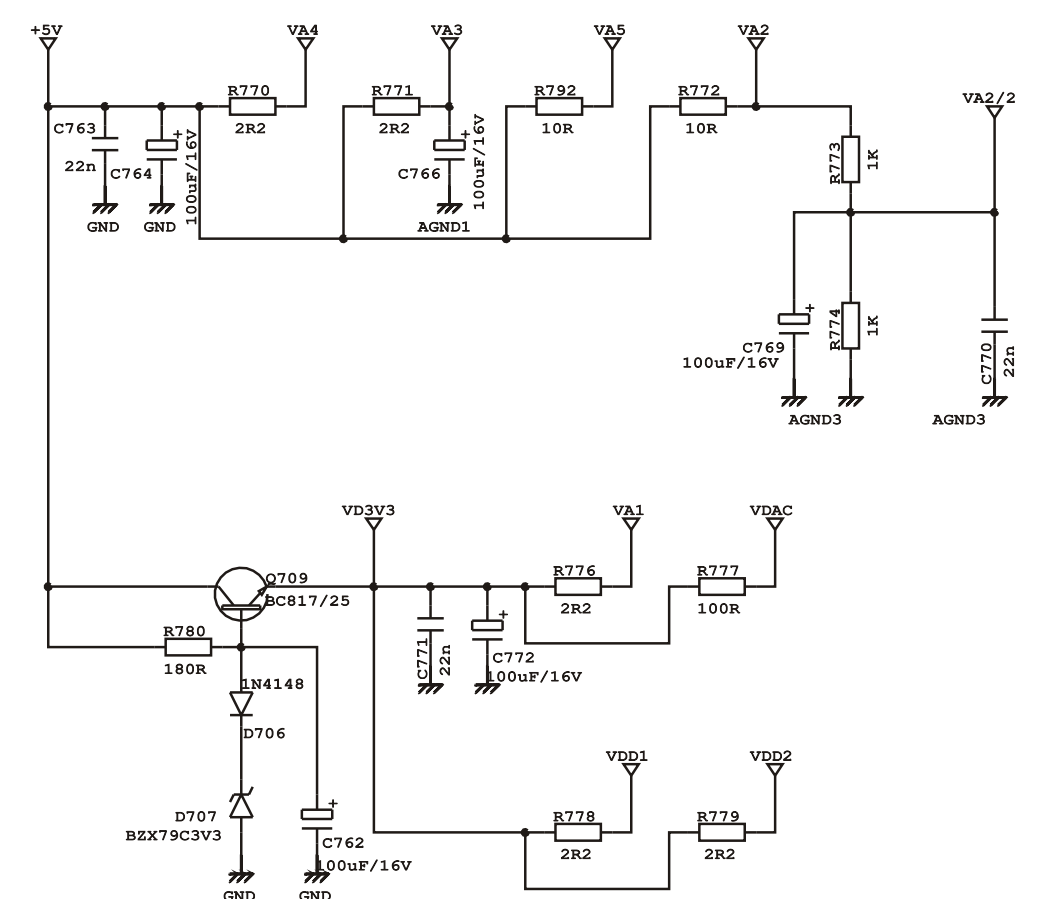 +5V
VA4
VA3
VA5
VA2
R770
2R2
R771
2R2
R792
10R
R772
10R
VA2/2
C763
22n
C764
+
100uF/16V
C766
+
100uF/16V
R773
1K
GND
GND
AGND1
C769
+
100uF/16V
R774
1K
C770
22n
AGND3
AGND3
VD3V3
VA1
VDAC
Q709
BC817/25
R776
2R2
R777
100R
R780
180R
C771
22n
+
C772
100uF/16V
1N4148
D706
VDD1
VDD2
D707
BZX79C3V3
+
C762
100uF/16V
R778
2R2
R779
2R2
GND
GND